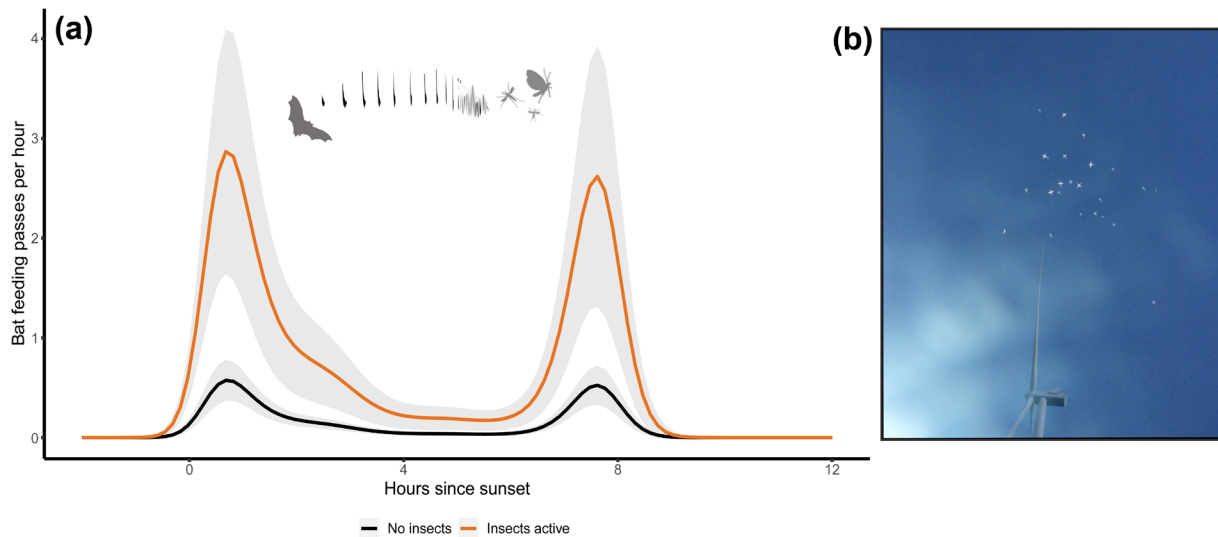 (a)
(b)
Bat feeding passes per hour
4
3
2
1
0
0 4 8 12
Hours since sunset
No insects Insects active